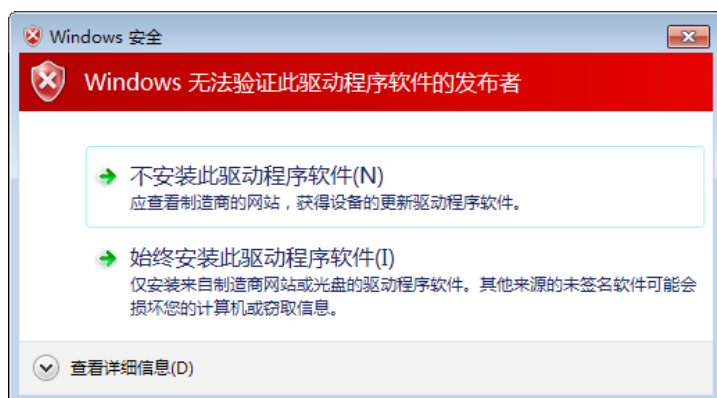 Windows 安全
Windows 无法验证此驱动程序软件的发布者
不安装此驱动程序软件(N)
应查看制造商的网站，获得设备的更新驱动程序软件。
始终安装此驱动程序软件(I)
仅安装来自制造商网站或光盘的驱动程序软件。其他来源的未签名软件可能会
损坏您的计算机或窃取信息。
查看详细信息(D)